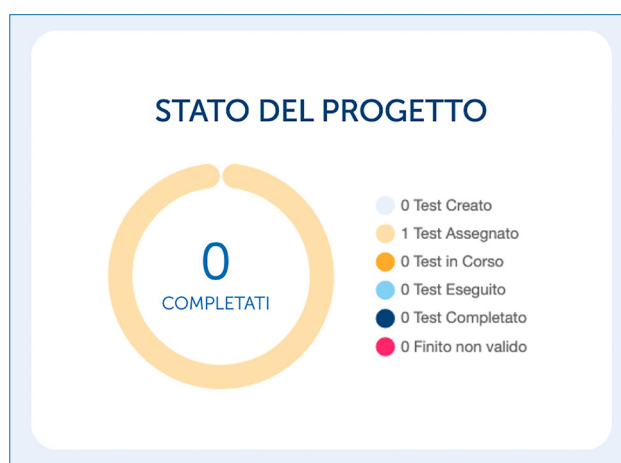 STATO DEL PROGETTO
0
COMPLETATI
0 Test Creato
1 Test Assegnato
0 Test in Corso
0 Test Eseguito
0 Test Completato
0 Finito non valido